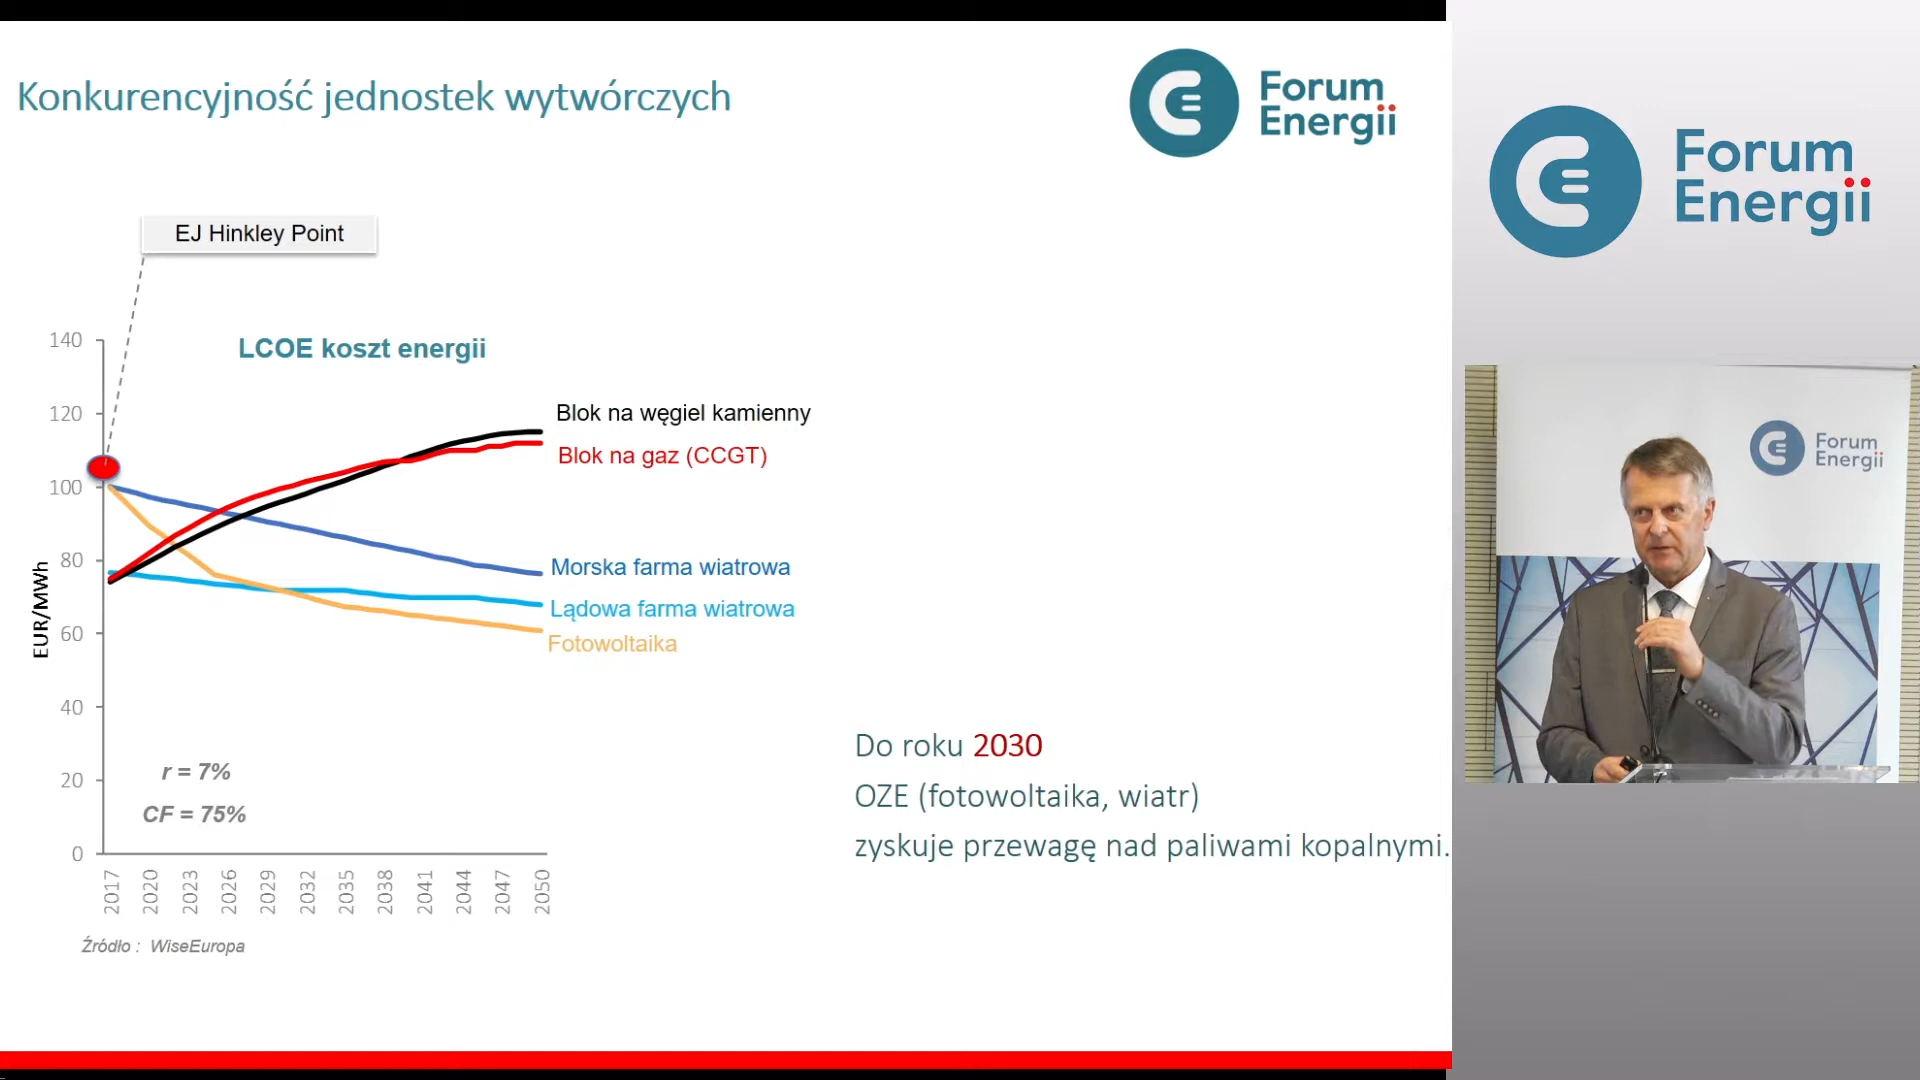 Konkurencyjność jednostek wytwórczych
Forum
Energii
EJ Hinkley Point
LCOE koszt energii
140
120
100
80
60
40
20
0
EUR/MWh
Blok na węgiel kamienny
Blok na gaz (CCGT)
Morska farma wiatrowa
Lądowa farma wiatrowa
Fotowoltaika
r = 7%
CF = 75%
2017
2020
2023
2026
2029
2032
2035
2038
2041
2044
2047
2050
Źródło : WiseEuropa
Do roku 2030
OZE (fotowoltaika, wiatr)
zyskuje przewagę nad paliwami kopalnymi.
Forum
Energii
Forum
Energii